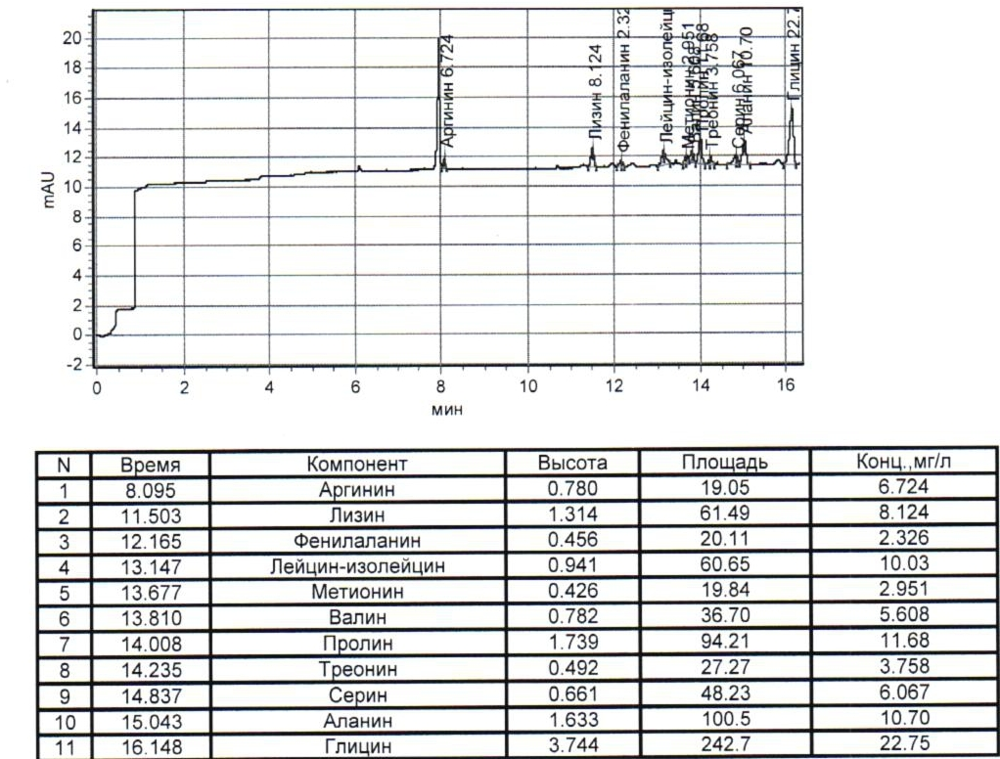 20
18
16
14
12
10
8
6
4
2
0
-2
mAU
Аргинин 6.724
Лизин 8.124
Фенилаланин 2.32
Лейцин-изолейц
Метионин 2.951
Треонин 3.758
Серин 6.067
Аланин 10.70
Глицин 22.7
0 2 4 6 8 10 12 14 16
мин
N Время Компонент Высота Площадь Конц.,мг/л
1 8.095 Аргинин 0.780 19.05 6.724
2 11.503 Лизин 1.314 61.49 8.124
3 12.165 Фенилаланин 0.456 20.11 2.326
4 13.147 Лейцин-изолейцин 0.941 60.65 10.03
5 13.677 Метионин 0.426 19.84 2.951
6 13.810 Валин 0.782 36.70 5.608
7 14.008 Пролин 1.739 94.21 11.68
8 14.235 Треонин 0.492 27.27 3.758
9 14.837 Серин 0.661 48.23 6.067
10 15.043 Аланин 1.633 100.5 10.70
11 16.148 Глицин 3.744 242.7 22.75